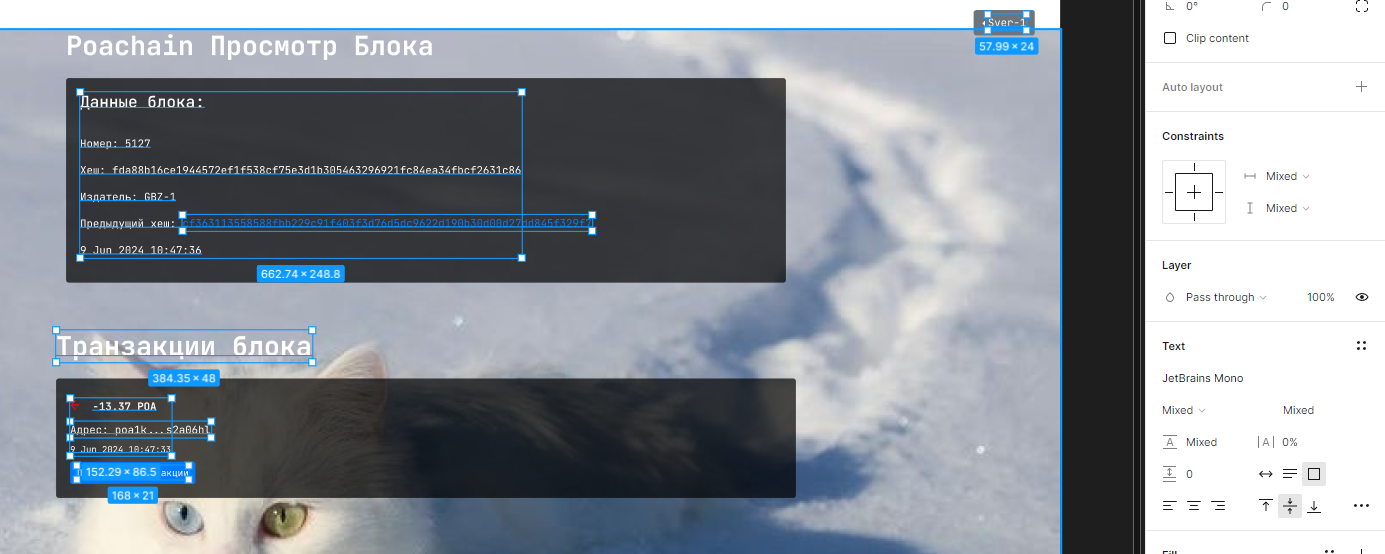 Sver-1
57.99 × 24
Poachain Просмотр Блока
Данные блока:
Номер: 5127
Хеш: fda88b16ce1944572ef1f538cf75e3d1b305463296921fc84ea34fbcf2631c86
Издатель: GBZ-1
Предыдущий хеш:
9 Jun 2024 10:47:36
662.74 × 248.8
Транзакции блока
384.35 × 48
-13.37 POA
Адрес: poa1k...s2a06hl
9 Jun 2024 10:47:33
152.29 × 86.5
акции
168 × 21
0°
0
Clip content
Auto layout
Constraints
Mixed
Mixed
Layer
Pass through
100%
Text
JetBrains Mono
Mixed
Mixed
A Mixed
|A| 0%
0